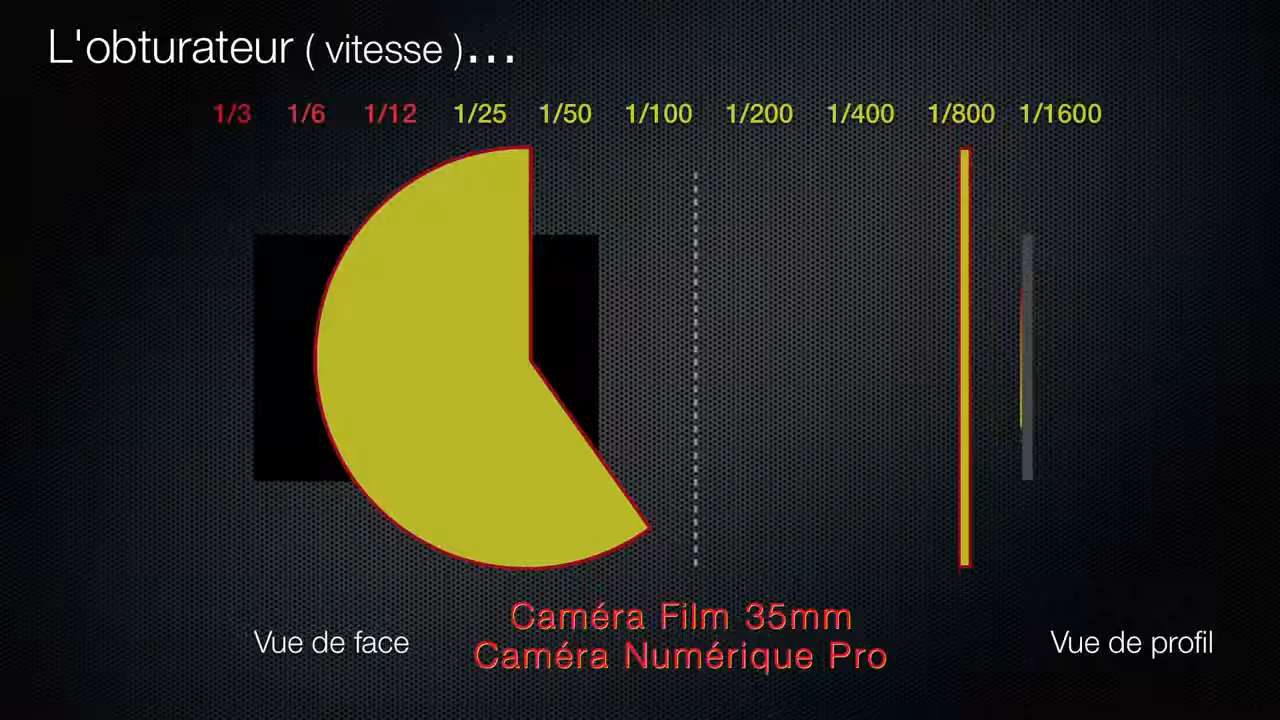 L'obturateur ( vitesse )...
1/3 1/6 1/12 1/25 1/50 1/100 1/200 1/400 1/800 1/1600
Caméra Film 35mm
Caméra Numérique Pro
Vue de face
Vue de profil